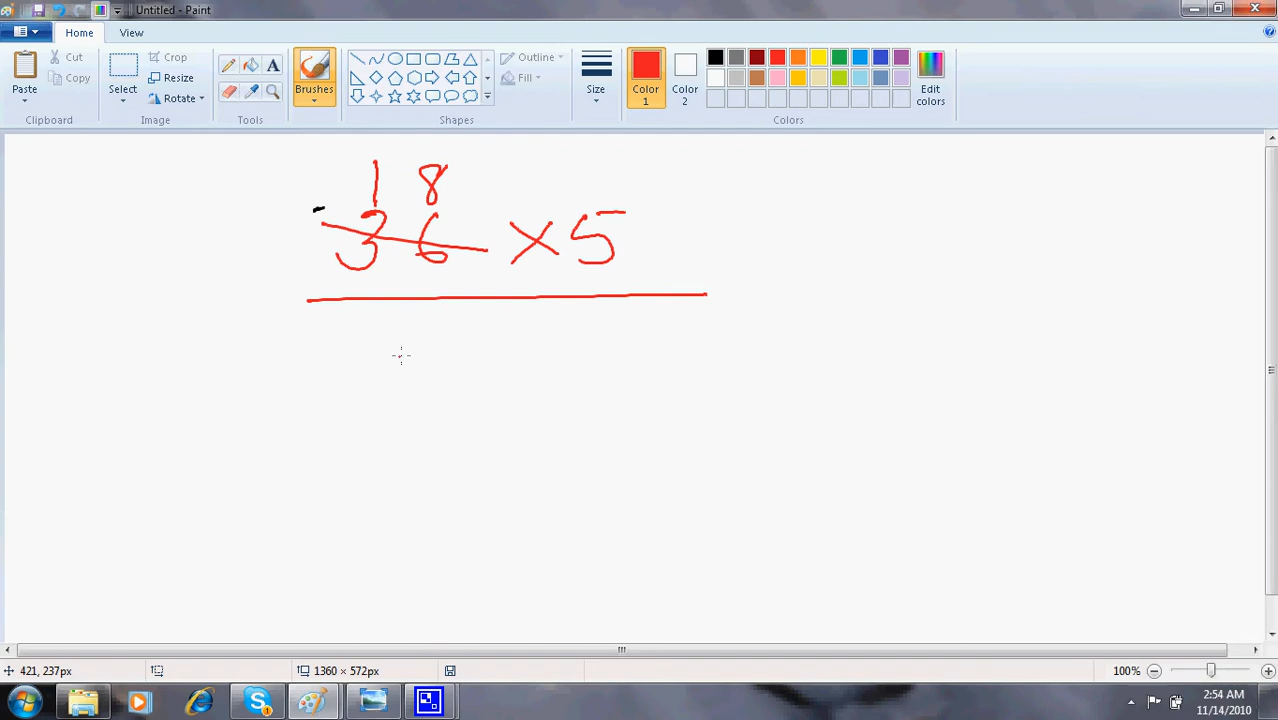 Untitled - Paint
Home View
Paste
Cut
Copy
Clipboard
Select
Crop
Resize
Rotate
Image
Tools
Brushes
Outline
Fill
Shapes
Size
Color 1
Color 2
Edit colors
Colors
1 8
36 × 5
421, 237px
1360 × 572px
100%
2:54 AM
11/14/2010